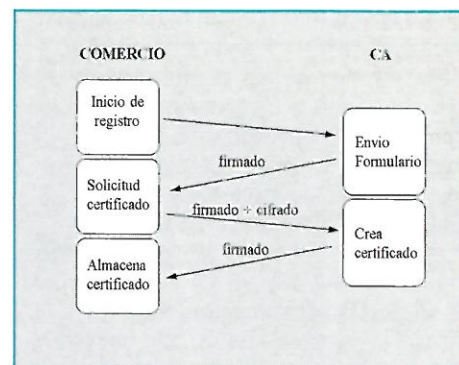 COMERCIO
CA
Inicio de
registro
Envio
Formulario
firmado
Solicitud
certificado
firmado + cifrado
Crea
certificado
firmado
Almacena
certificado